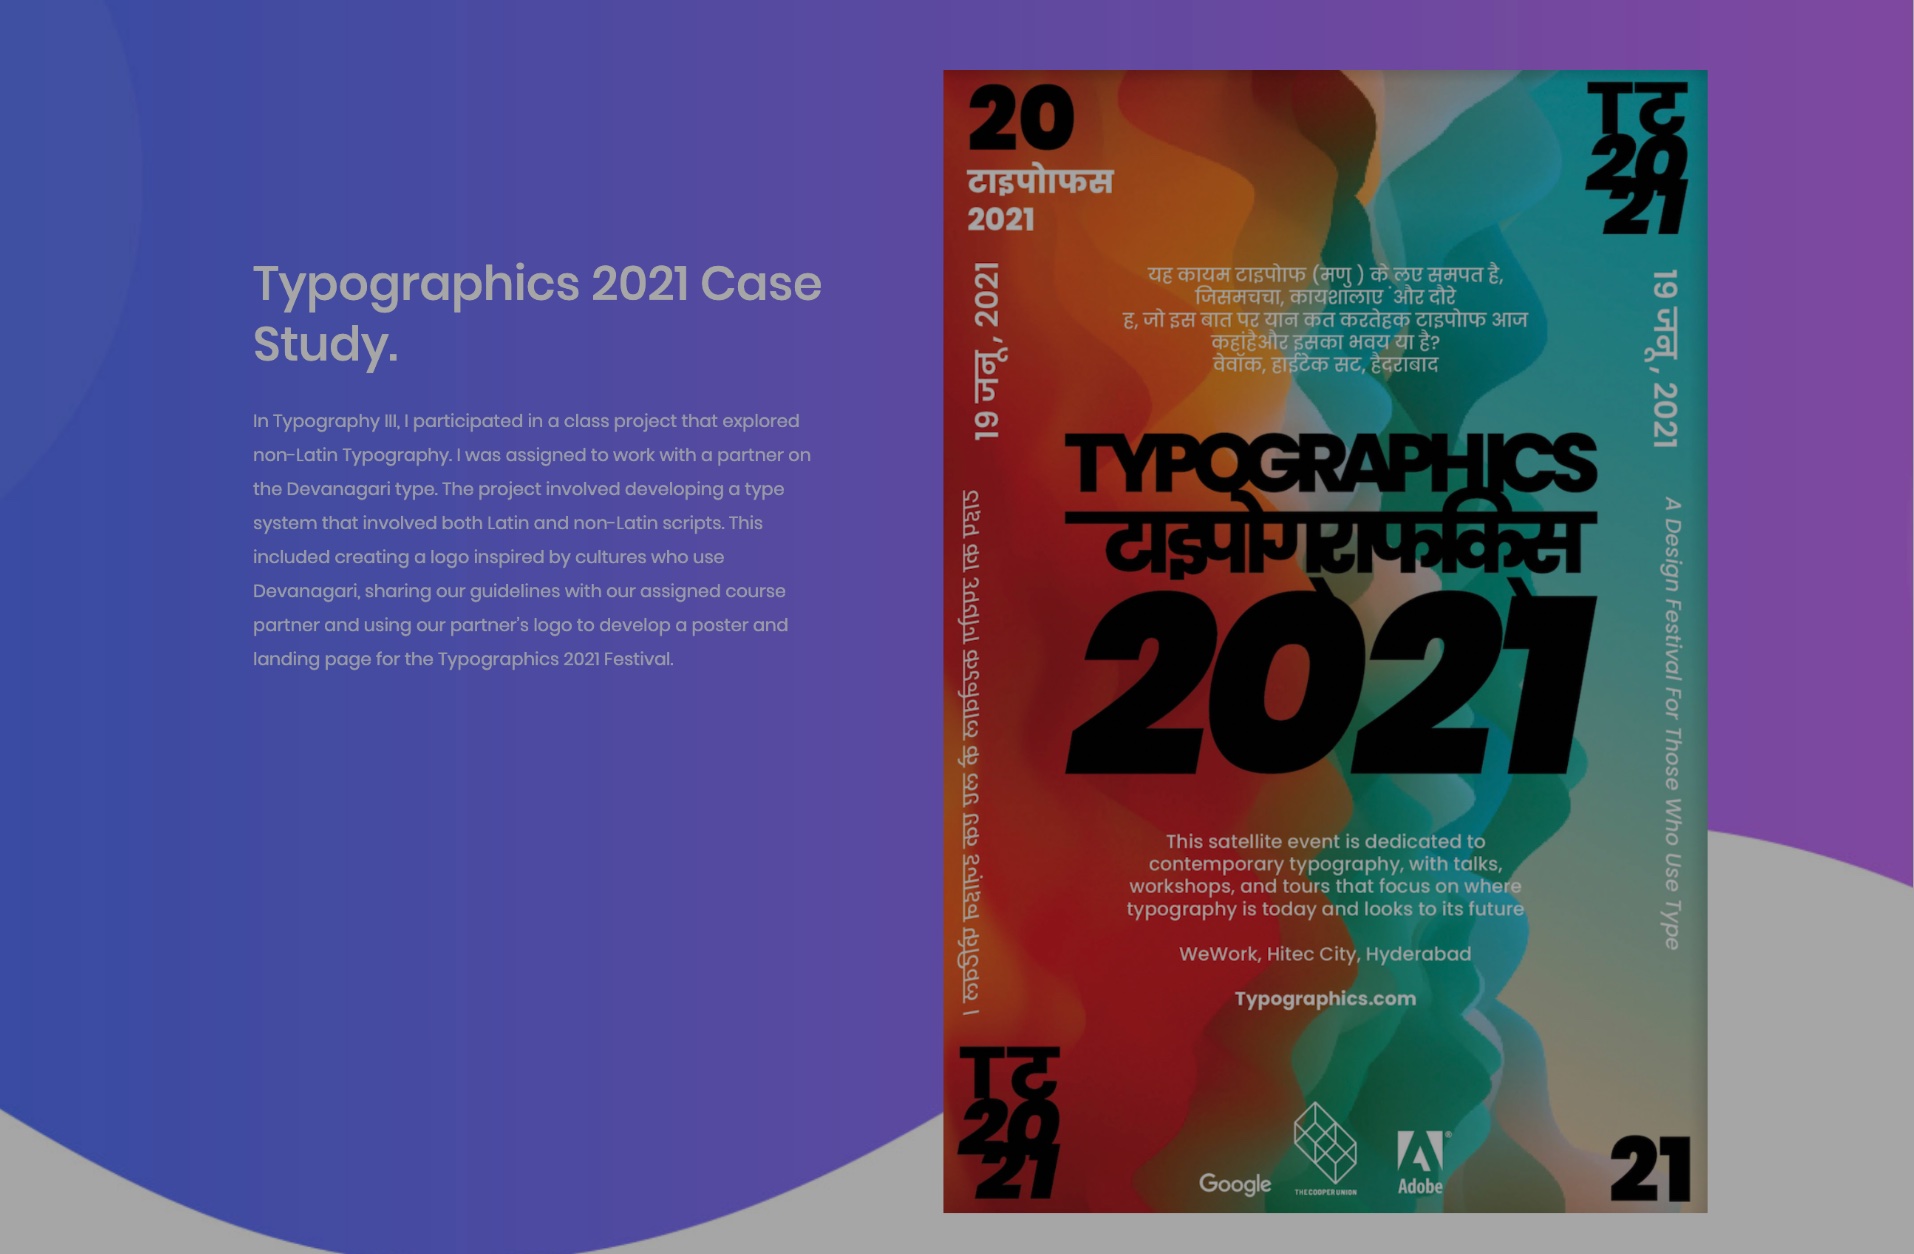 Typographics 2021 Case
Study.
In Typography III, I participated in a class project that explored
non-Latin Typography. I was assigned to work with a partner on
the Devanagari type. The project involved developing a type
system that involved both Latin and non-Latin scripts. This
included creating a logo inspired by cultures who use
Devanagari, sharing our guidelines with our assigned course
partner and using our partner's logo to develop a poster and
landing page for the Typographics 2021 Festival.
20
टाइपोाफस
2021
Tट
20
21
19 जनू, 2021
19 जनू, 2021
यह कायम टाइपोाफ (मणु ) के लए समपत है,
जिसमचचा, कायशालाए ँऔर दौरे
ह, जो इस बात पर यान कत करतेहक टाइपोाफ आज
कहांहैऔर इसका भवय या है?
वेवॉक, हाईटेक सट, हैदराबाद
TYPOGRAPHICS
2021
A Design Festival For Those Who Use Type
This satellite event is dedicated to
contemporary typography, with talks,
workshops, and tours that focus on where
typography is today and looks to its future
WeWork, Hitec City, Hyderabad
Typographics.com
Tट
20
21
Google
THE COOPER UNION
Adobe
21